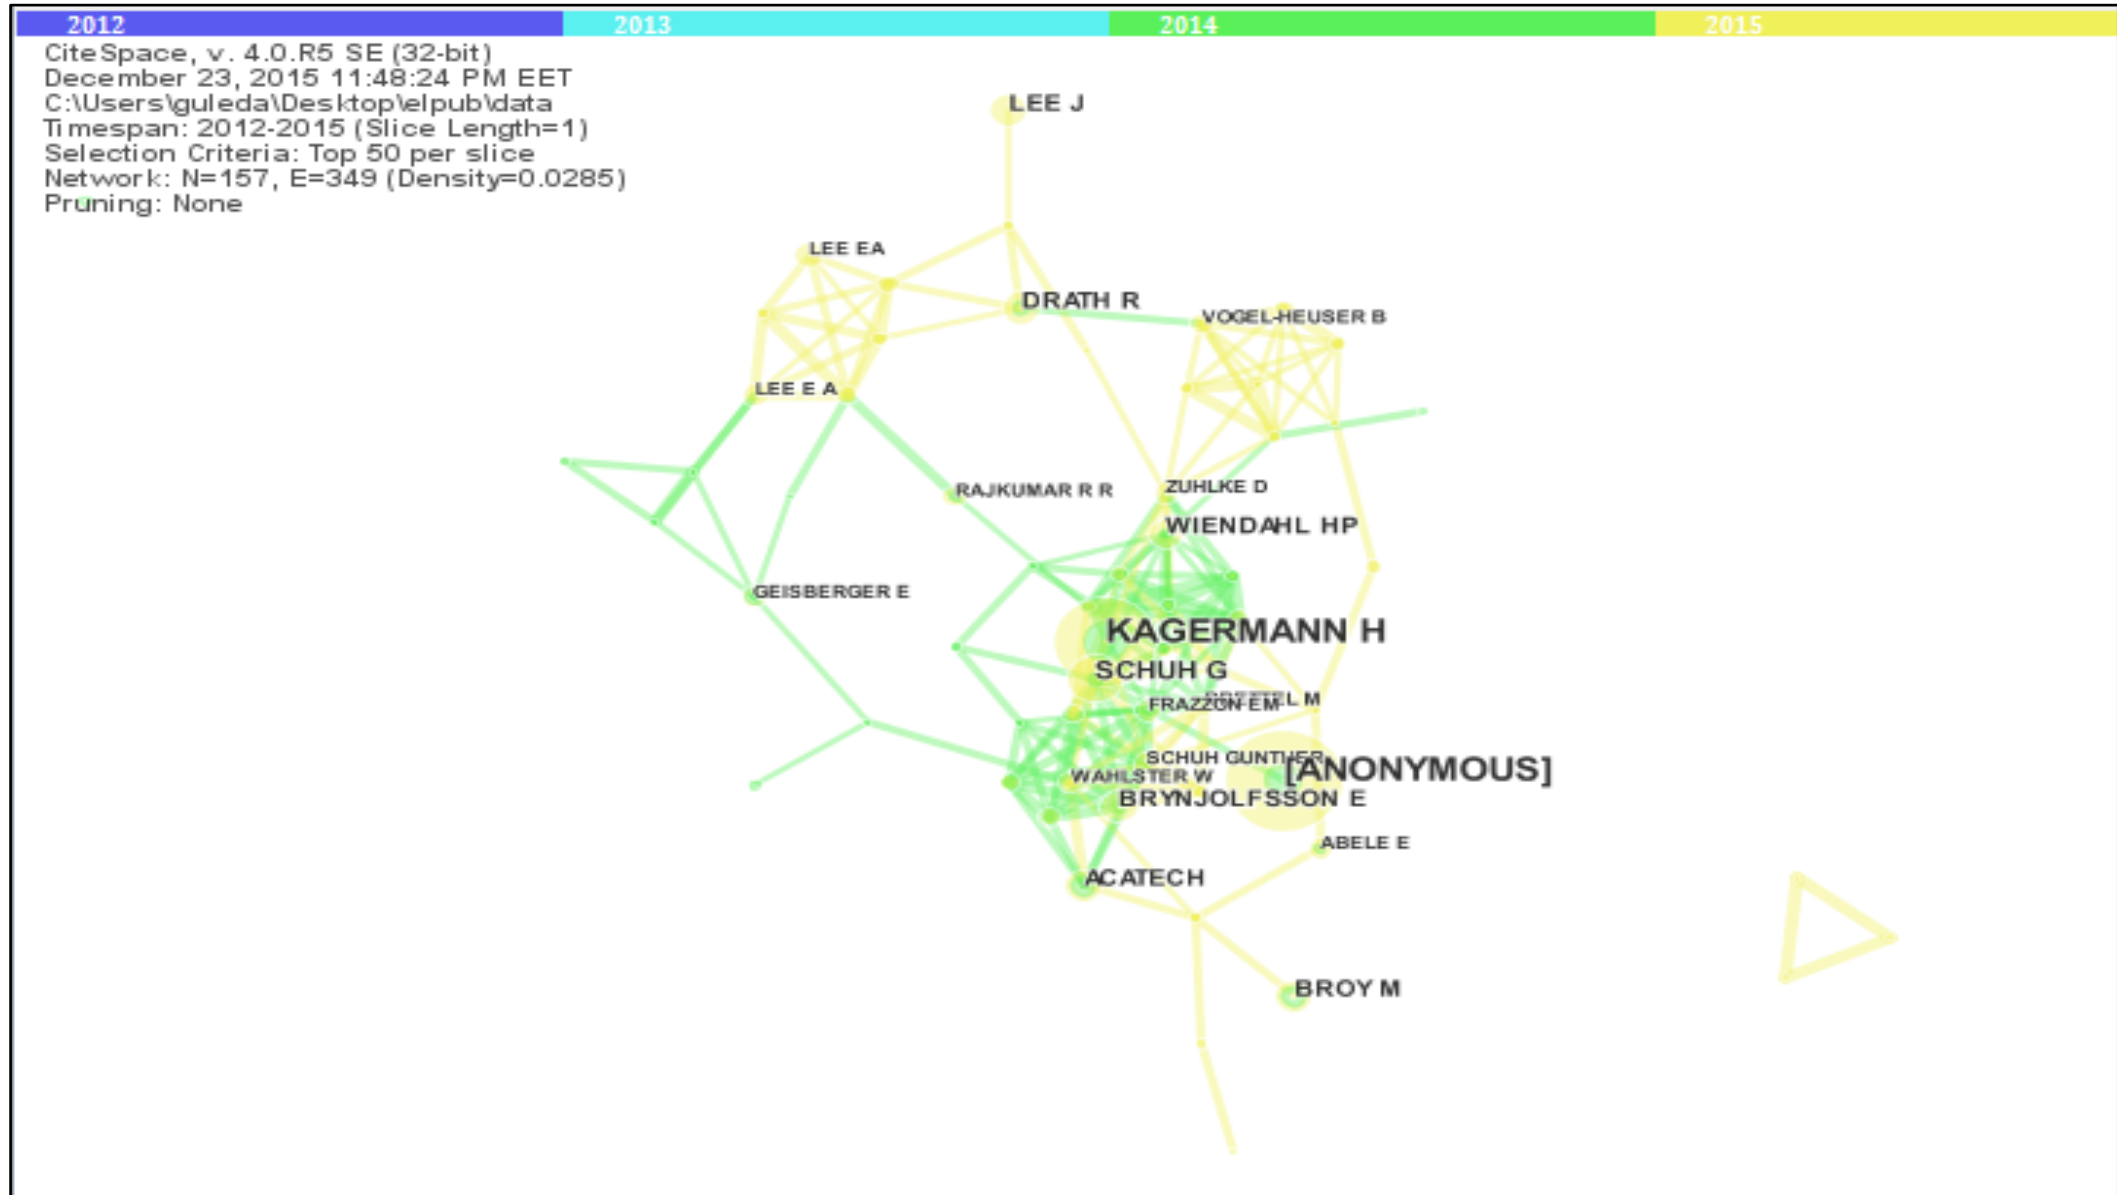 2012 2013 2014 2015
CiteSpace, v. 4.0.R5 SE (32-bit)
December 23, 2015 11:48:24 PM EET
C:\Users\guleda\Desktop\elpub\data
Timespan: 2012-2015 (Slice Length=1)
Selection Criteria: Top 50 per slice
Network: N=157, E=349 (Density=0.0285)
Pruning: None
LEE J
LEE EA
DRATH R
VOGEL-HEUSER B
LEE E A
RAJKUMAR R R
ZUHLKE D
WIENDAHL HP
GEISBERGER E
KAGERMANN H
SCHUH G
M
FRAZZON EM
SCHUH GUNTHER
[ANONYMOUS]
WAHLSTER W
BRYNJOLFSSON E
ABELE E
ACATECH
BROY M